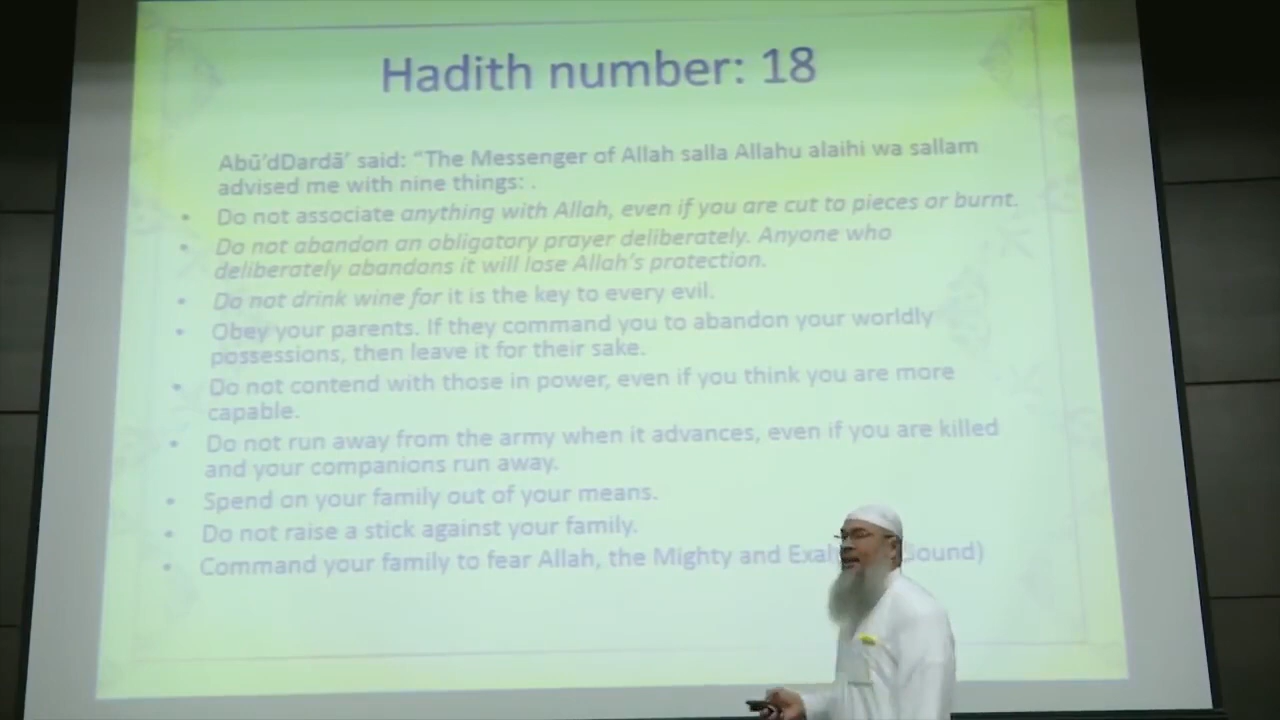 Hadith number: 18
Abū'dDardā' said: "The Messenger of Allah salla Allahu alaihi wa sallam
advised me with nine things: .
• Do not associate anything with Allah, even if you are cut to pieces or burnt.
• Do not abandon an obligatory prayer deliberately. Anyone who
deliberately abandons it will lose Allah's protection.
• Do not drink wine for it is the key to every evil.
• Obey your parents. If they command you to abandon your worldly
possessions, then leave it for their sake.
• Do not contend with those in power, even if you think you are more
capable.
• Do not run away from the army when it advances, even if you are killed
and your companions run away.
• Spend on your family out of your means.
• Do not raise a stick against your family.
• Command your family to fear Allah, the Mighty and